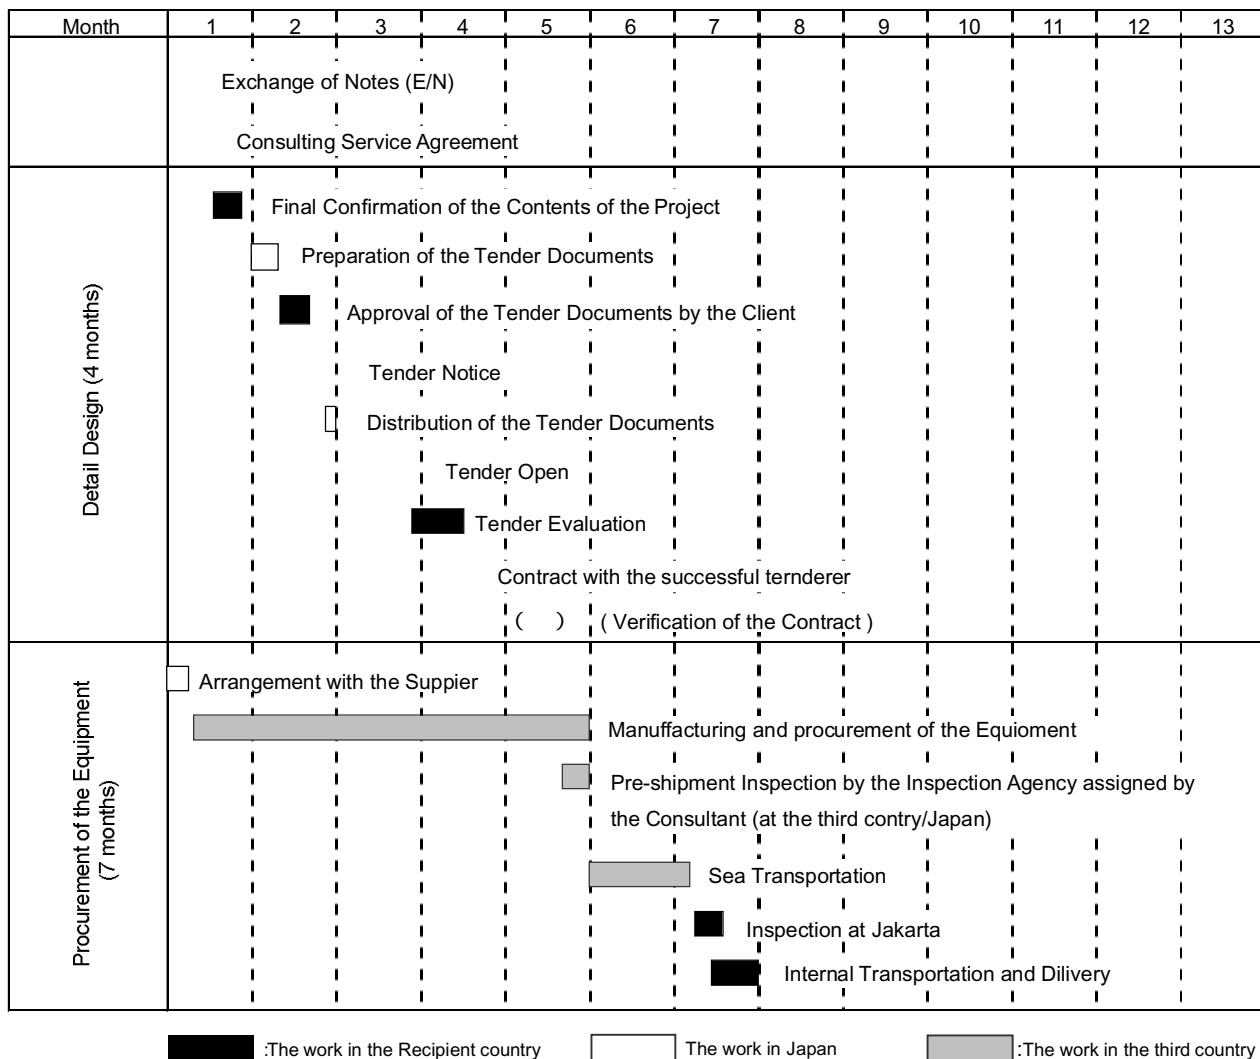 Month 1 2 3 4 5 6 7 8 9 10 11 12 13
Exchange of Notes (E/N)
Consulting Service Agreement
Detail Design (4 months)
Final Confirmation of the Contents of the Project
Preparation of the Tender Documents
Approval of the Tender Documents by the Client
Tender Notice
Distribution of the Tender Documents
Tender Open
Tender Evaluation
Contract with the successful ternderer
( ) ( Verification of the Contract )
Procurement of the Equipment
(7 months)
Arrangement with the Suppier
Manuffacturing and procurement of the Equioment
Pre-shipment Inspection by the Inspection Agency assigned by
the Consultant (at the third contry/Japan)
Sea Transportation
Inspection at Jakarta
Internal Transportation and Dilivery
:The work in the Recipient country
The work in Japan
:The work in the third country